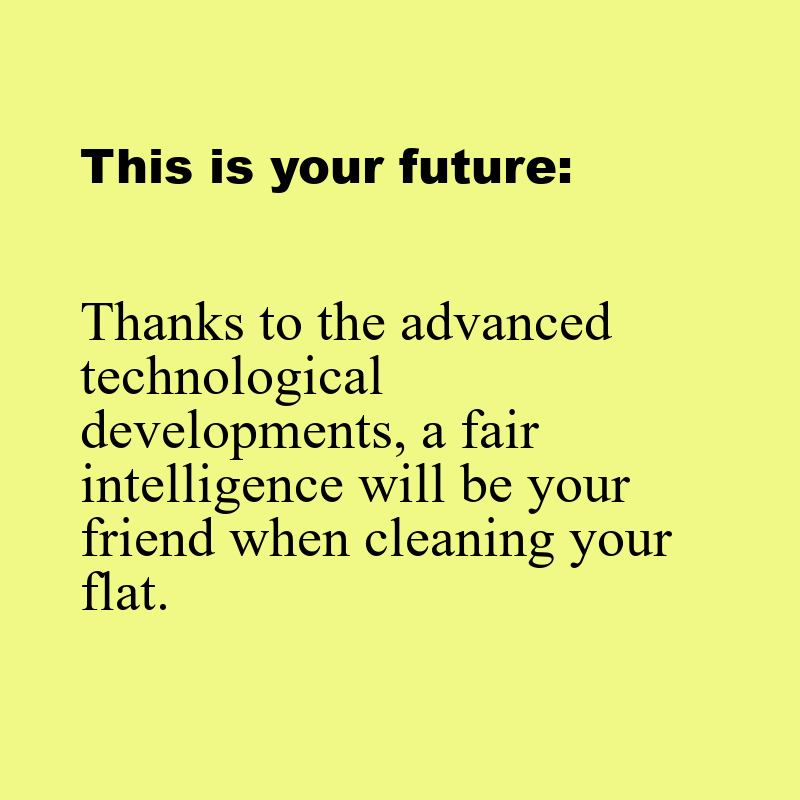 This is your future:
Thanks to the advanced
technological
developments, a fair
intelligence will be your
friend when cleaning your
flat.